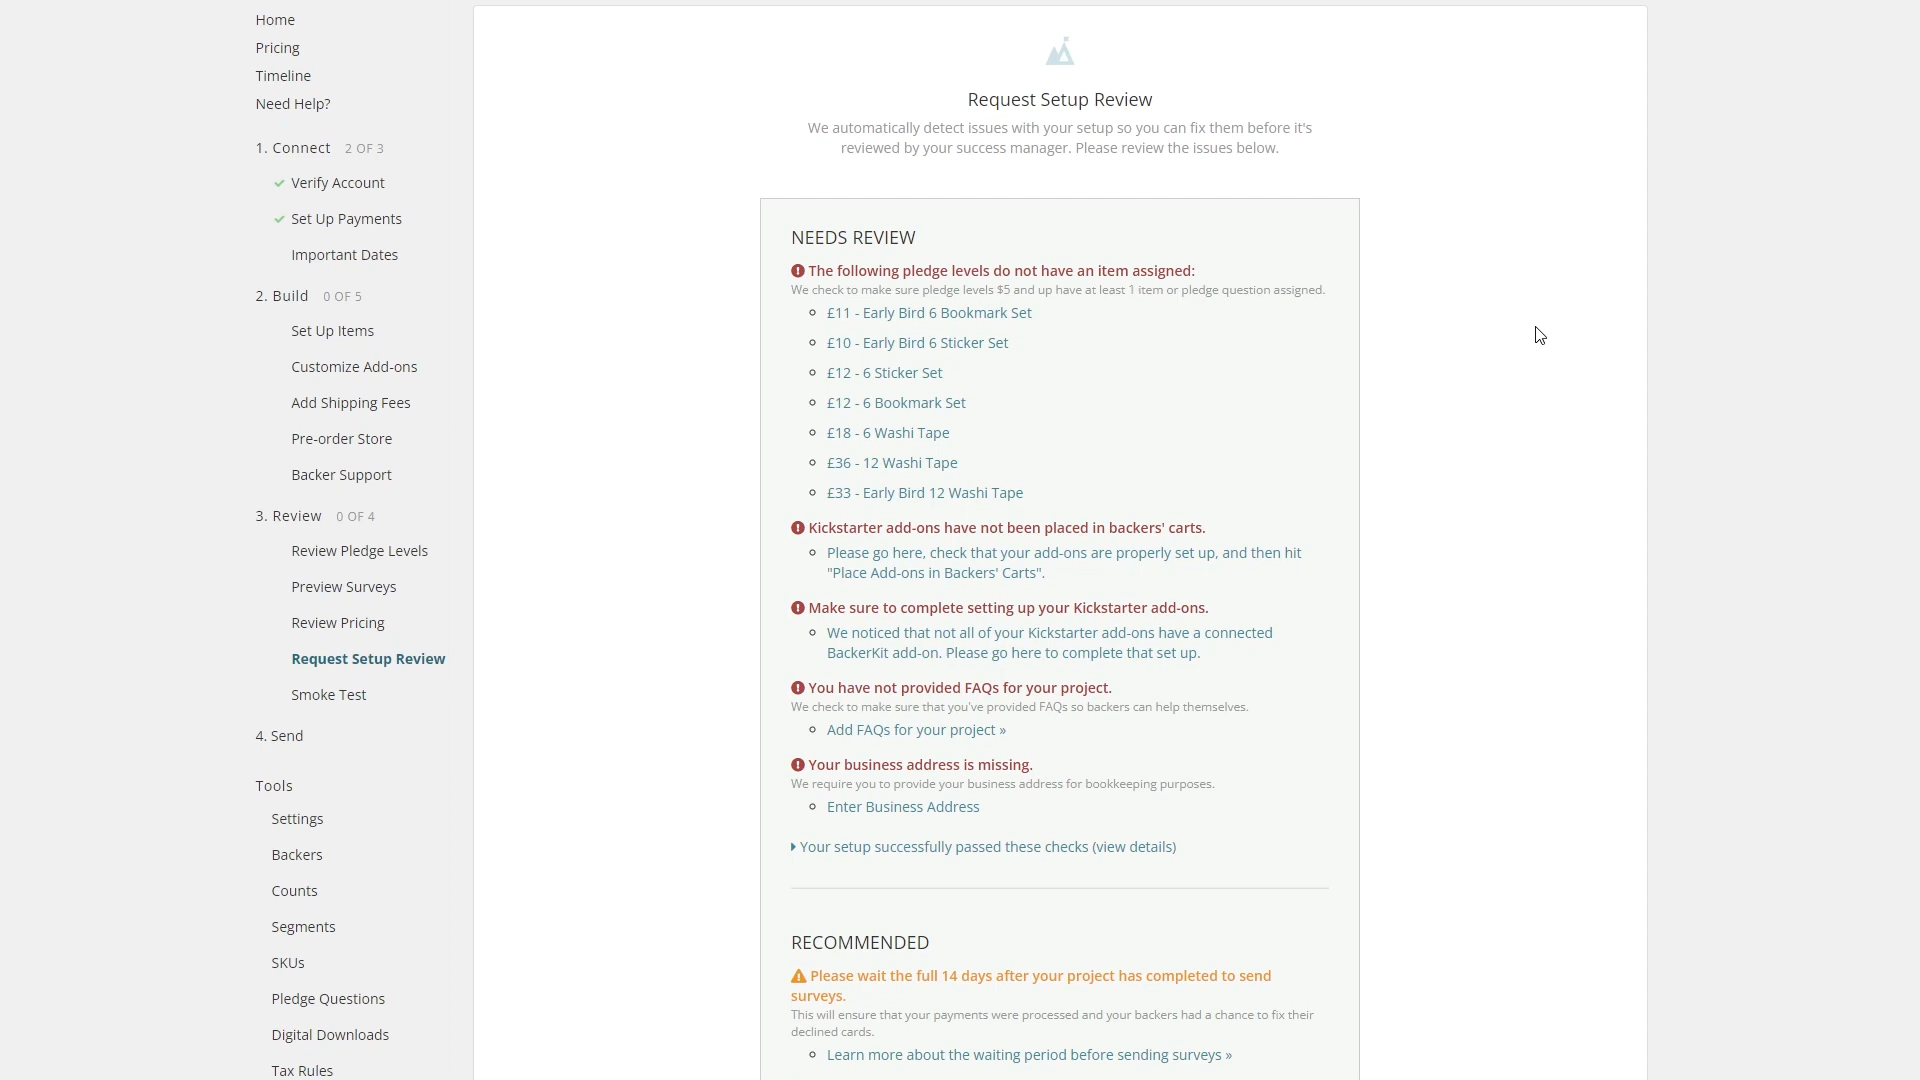 Home
Pricing
Timeline
Need Help?
1. Connect 2 OF 3
Verify Account
Set Up Payments
Important Dates
2. Build 0 OF 5
Set Up Items
Customize Add-ons
Add Shipping Fees
Pre-order Store
Backer Support
3. Review 0 OF 4
Review Pledge Levels
Preview Surveys
Review Pricing
Request Setup Review
Smoke Test
4. Send
Tools
Settings
Backers
Counts
Segments
SKUs
Pledge Questions
Digital Downloads
Tax Rules
Request Setup Review
We automatically detect issues with your setup so you can fix them before it's
reviewed by your success manager. Please review the issues below.
NEEDS REVIEW
The following pledge levels do not have an item assigned:
We check to make sure pledge levels $5 and up have at least 1 item or pledge question assigned.
£11 - Early Bird 6 Bookmark Set
£10 - Early Bird 6 Sticker Set
£12 - 6 Sticker Set
£12 - 6 Bookmark Set
£18 - 6 Washi Tape
£36 - 12 Washi Tape
£33 - Early Bird 12 Washi Tape
Kickstarter add-ons have not been placed in backers' carts.
Please go here, check that your add-ons are properly set up, and then hit
"Place Add-ons in Backers' Carts".
Make sure to complete setting up your Kickstarter add-ons.
We noticed that not all of your Kickstarter add-ons have a connected
BackerKit add-on. Please go here to complete that set up.
You have not provided FAQs for your project.
We check to make sure that you've provided FAQs so backers can help themselves.
Add FAQs for your project »
Your business address is missing.
We require you to provide your business address for bookkeeping purposes.
Enter Business Address
Your setup successfully passed these checks (view details)
RECOMMENDED
Please wait the full 14 days after your project has completed to send
surveys.
This will ensure that your payments were processed and your backers had a chance to fix their
declined cards.
Learn more about the waiting period before sending surveys »